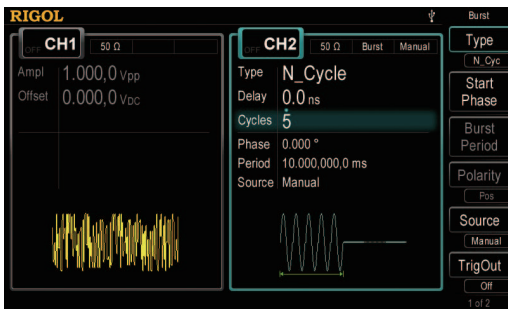 RIGOL
Burst
OFF CH1 50 Ω
Ampl 1.000,0 Vpp
Offset 0.000,0 VDC
OFF CH2 50 Ω Burst Manual
Type N_Cycle
Delay 0.0 ns
Cycles 5
Phase 0.000 °
Period 10.000,000,0 ms
Source Manual
Type
N_Cyc
Start
Phase
Burst
Period
Polarity
Pos
Source
Manual
TrigOut
Off
1 of 2